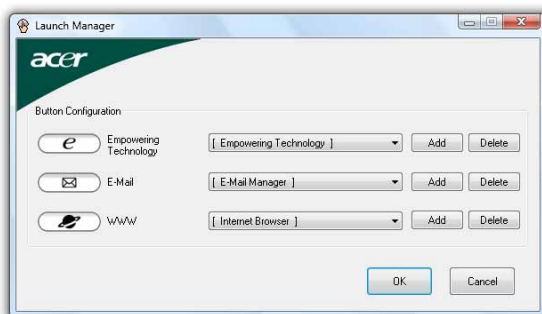 Launch Manager
acer
Button Configuration
e Empowering Technology [ Empowering Technology ] Add Delete
E-Mail [ E-Mail Manager ] Add Delete
WWW [ Internet Browser ] Add Delete
OK Cancel